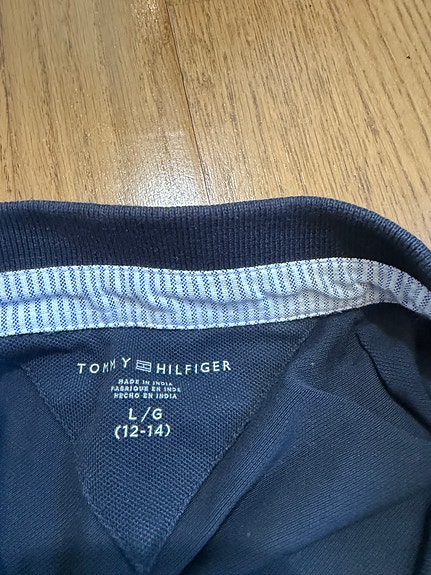 TOMMY HILFIGER
MADE IN INDIA
FABRIQUE EN INDE
HECHO EN INDIA
L/G
(12-14)